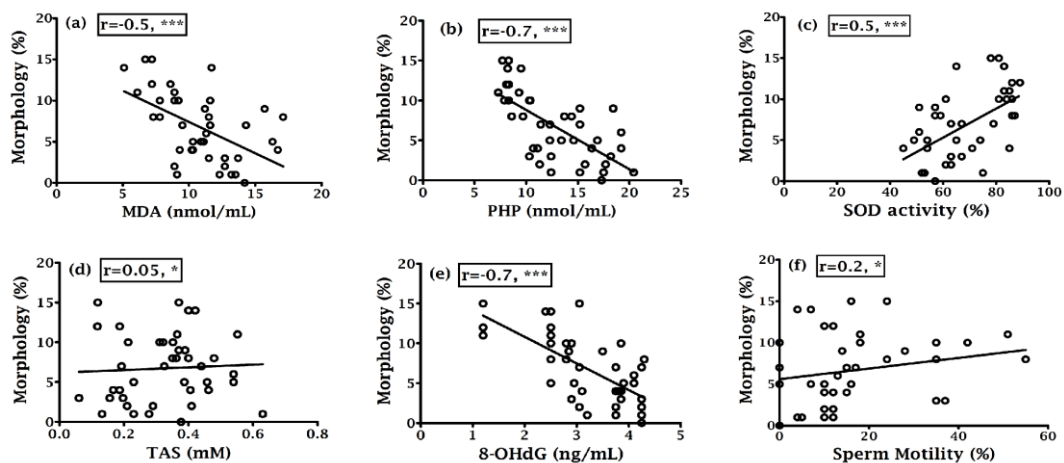 (a)
r=-0.5, ***
Morphology (%)
20
15
10
5
0
0 5 10 15 20
MDA (nmol/mL)
(b)
r=-0.7, ***
Morphology (%)
20
15
10
5
0
0 5 10 15 20 25
PHP (nmol/mL)
(c)
r=0.5, ***
Morphology (%)
20
15
10
5
0
20 40 60 80 100
SOD activity (%)
(d)
r=0.05, *
Morphology (%)
20
15
10
5
0
0.0 0.2 0.4 0.6 0.8
TAS (mM)
(e)
r=-0.7, ***
Morphology (%)
20
15
10
5
0
0 1 2 3 4 5
8-OHdG (ng/mL)
(f)
r=0.2, *
Morphology (%)
20
15
10
5
0
0 20 40 60
Sperm Motility (%)